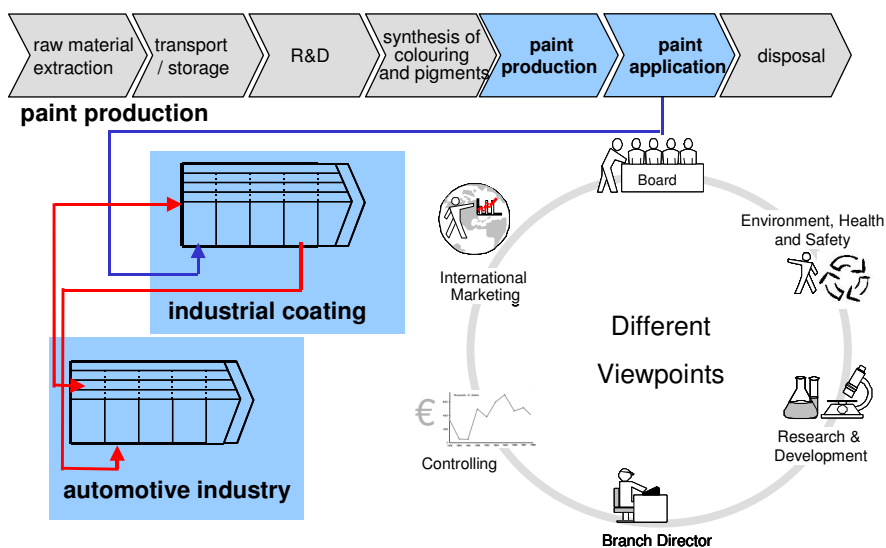 raw material
extraction
transport
/ storage
R&D
synthesis of
colouring
and pigments
paint
production
paint
application
disposal
paint production
industrial coating
automotive industry
Board
Environment, Health
and Safety
International
Marketing
Different
Viewpoints
€
Controlling
Research &
Development
Branch Director